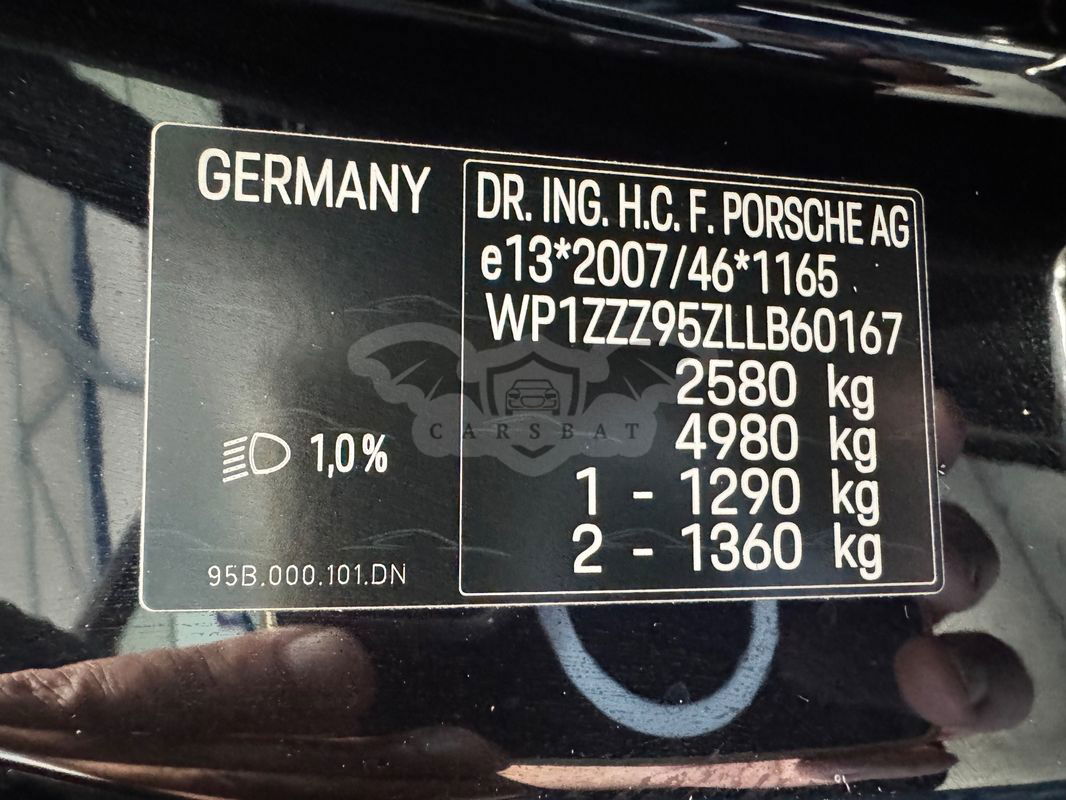 GERMANY
DR. ING. H.C. F. PORSCHE AG
e13*2007/46*1165
WP1ZZZ95ZLLB60167
2580 kg
4980 kg
1 - 1290 kg
2 - 1360 kg
1,0%
95B.000.101.DN
CARSBAT